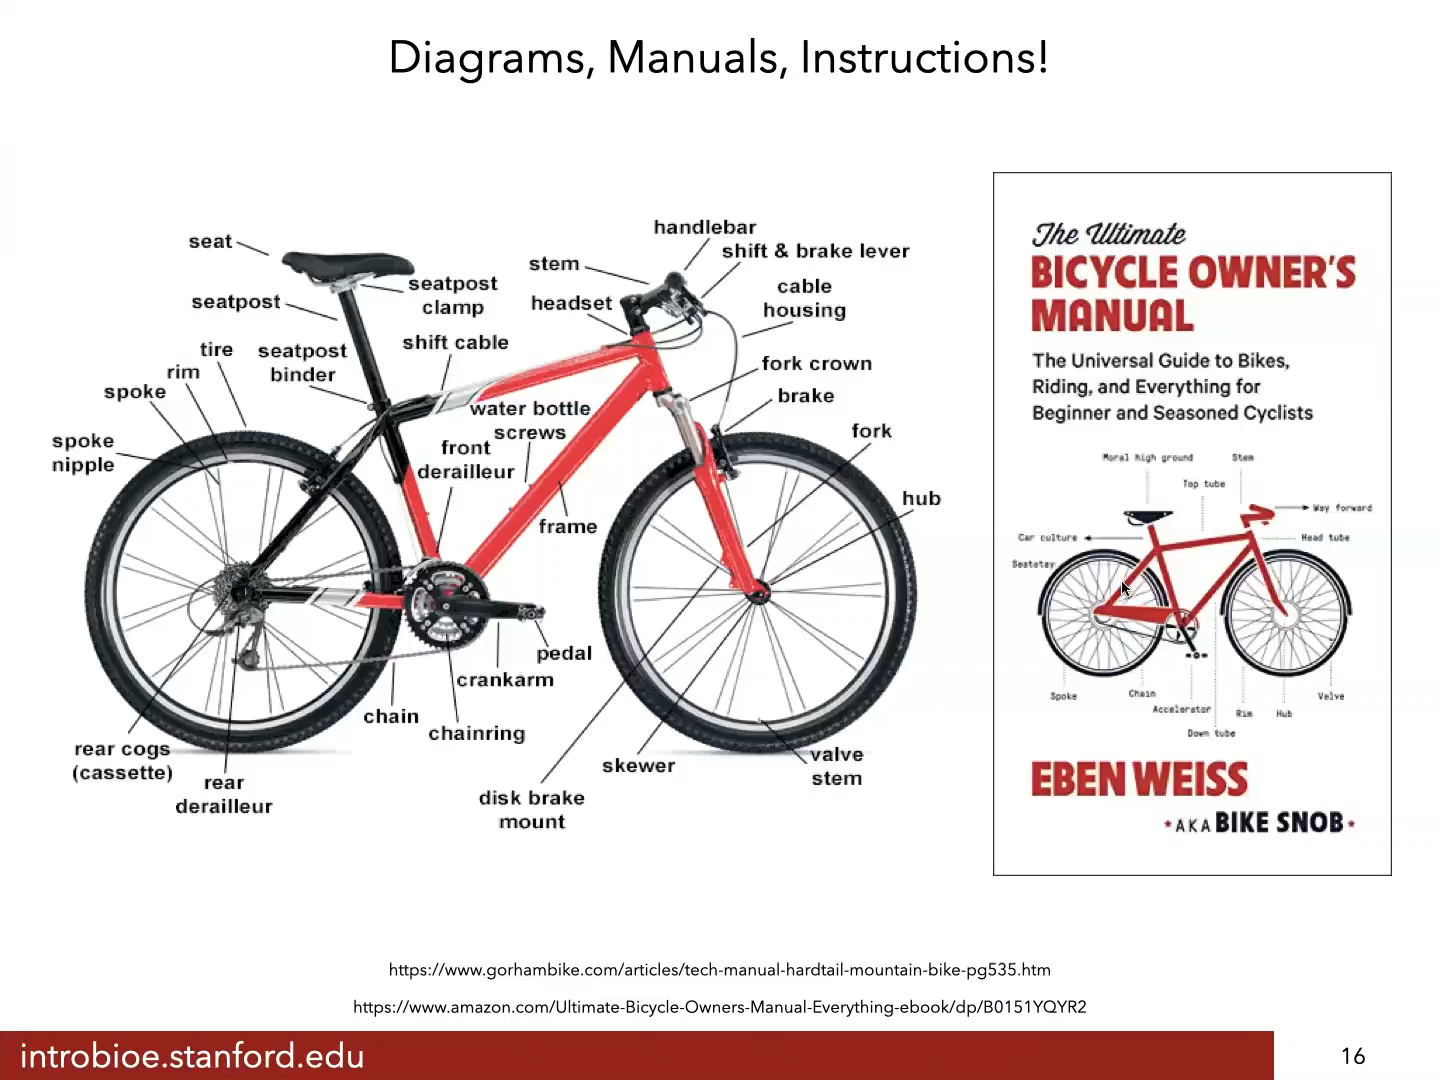 Diagrams, Manuals, Instructions!
handlebar
seat
shift & brake lever
stem
seatpost
clamp
cable
housing
seatpost
headset
shift cable
tire
seatpost
binder
rim
fork crown
spoke
brake
water bottle
screws
spoke
nipple
front
derailleur
fork
hub
frame
pedal
crankarm
chain
chainring
rear cogs
(cassette)
rear
derailleur
skewer
valve
stem
disk brake
mount
The Ultimate
BICYCLE OWNER'S
MANUAL
The Universal Guide to Bikes,
Riding, and Everything for
Beginner and Seasoned Cyclists
Moral high ground
Stem
Top tube
Way forward
Car culture
Head tube
Seatstay
Spoke
Chain
Valve
Accelerator
Rim
Hub
Down tube
EBEN WEISS
*AKA BIKE SNOB*
https://www.gorhambike.com/articles/tech-manual-hardtail-mountain-bike-pg535.htm
https://www.amazon.com/Ultimate-Bicycle-Owners-Manual-Everything-ebook/dp/B0151YQYR2
introbioe.stanford.edu
16